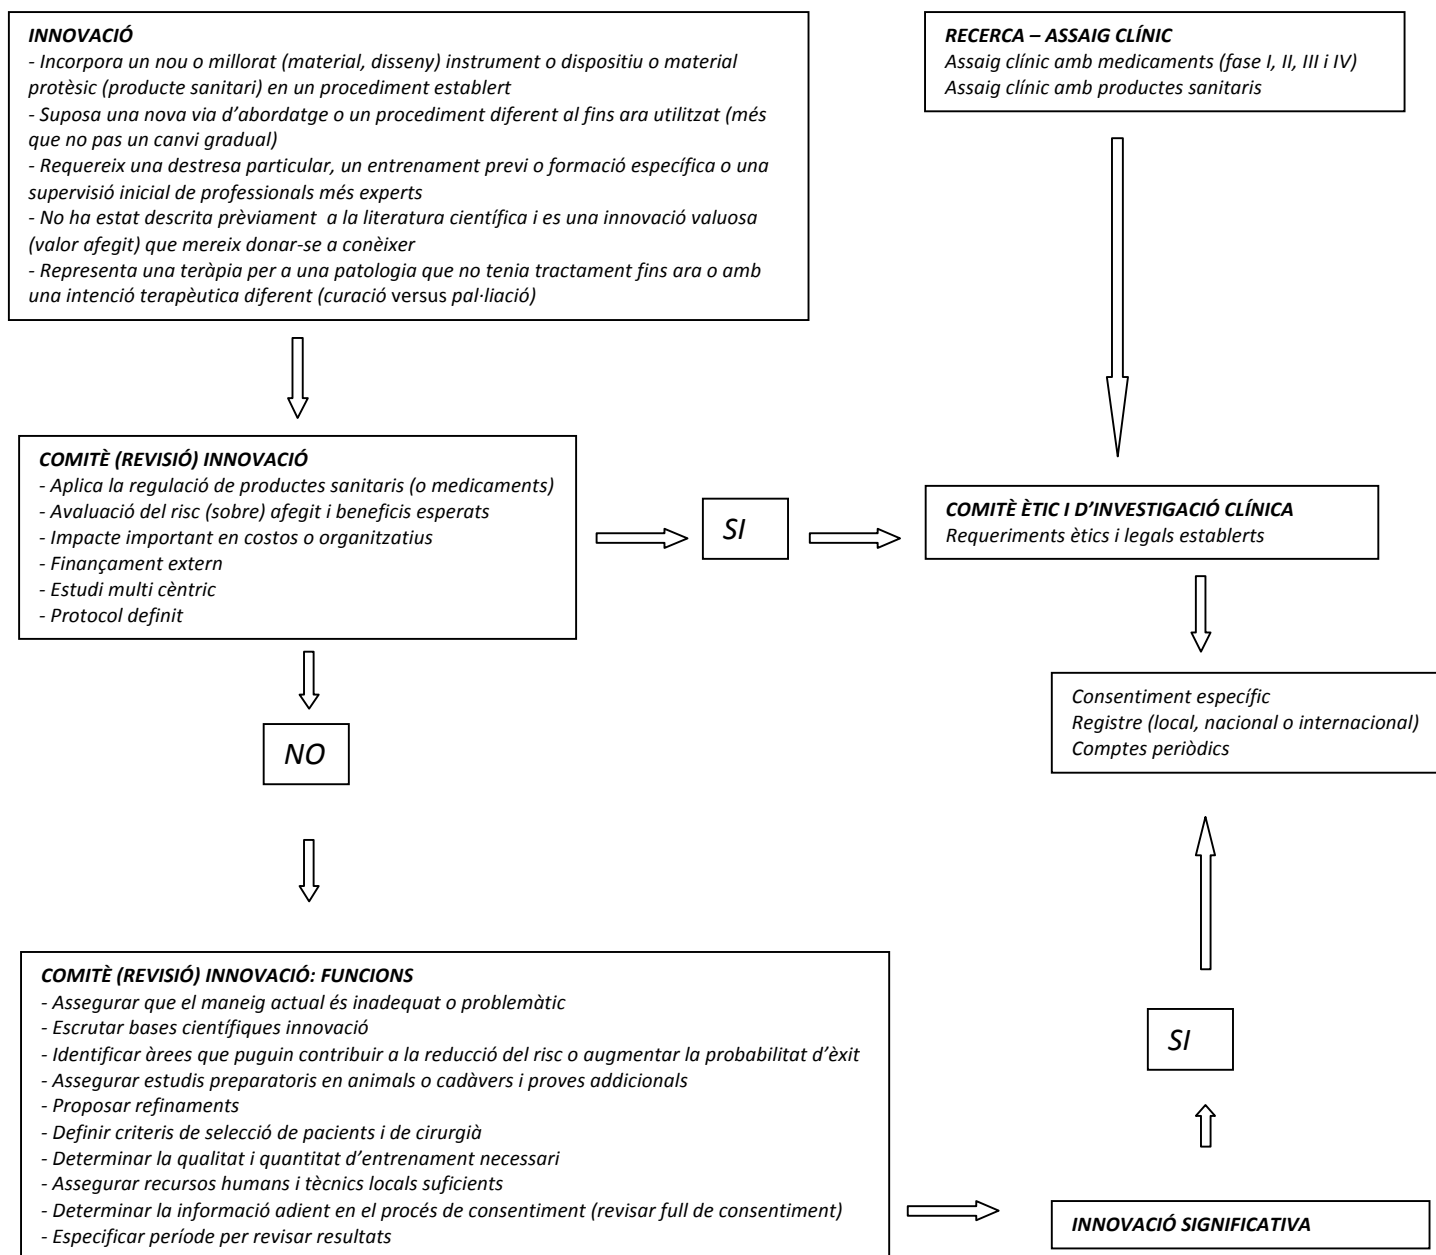 INNOVACIÓ
- Incorpora un nou o millorat (material, disseny) instrument o dispositiu o material
protèsic (producte sanitari) en un procediment establert
- Suposa una nova via d’abordatge o un procediment diferent al fins ara utilitzat (més
que no pas un canvi gradual)
- Requereix una destresa particular, un entrenament previ o formació específica o una
supervisió inicial de professionals més experts
- No ha estat descrita prèviament a la literatura científica i es una innovació valuosa
(valor afegit) que mereix donar-se a conèixer
- Representa una teràpia per a una patologia que no tenia tractament fins ara o amb
una intenció terapèutica diferent (curació versus pal·liació)
RECERCA – ASSAIG CLÍNIC
Assaig clínic amb medicaments (fase I, II, III i IV)
Assaig clínic amb productes sanitaris
COMITÈ (REVISIÓ) INNOVACIÓ
- Aplica la regulació de productes sanitaris (o medicaments)
- Avaluació del risc (sobre) afegit i beneficis esperats
- Impacte important en costos o organitzatius
- Finançament extern
- Estudi multi cèntric
- Protocol definit
SI
COMITÈ ÈTIC I D’INVESTIGACIÓ CLÍNICA
Requeriments ètics i legals establerts
Consentiment específic
Registre (local, nacional o internacional)
Comptes periòdics
NO
COMITÈ (REVISIÓ) INNOVACIÓ: FUNCIONS
- Assegurar que el maneig actual és inadequat o problemàtic
- Escrutar bases científiques innovació
- Identificar àrees que puguin contribuir a la reducció del risc o augmentar la probabilitat d’èxit
- Assegurar estudis preparatoris en animals o cadàvers i proves addicionals
- Proposar refinaments
- Definir criteris de selecció de pacients i de cirurgià
- Determinar la qualitat i quantitat d’entrenament necessari
- Assegurar recursos humans i tècnics locals suficients
- Determinar la informació adient en el procés de consentiment (revisar full de consentiment)
- Especificar període per revisar resultats
SI
INNOVACIÓ SIGNIFICATIVA